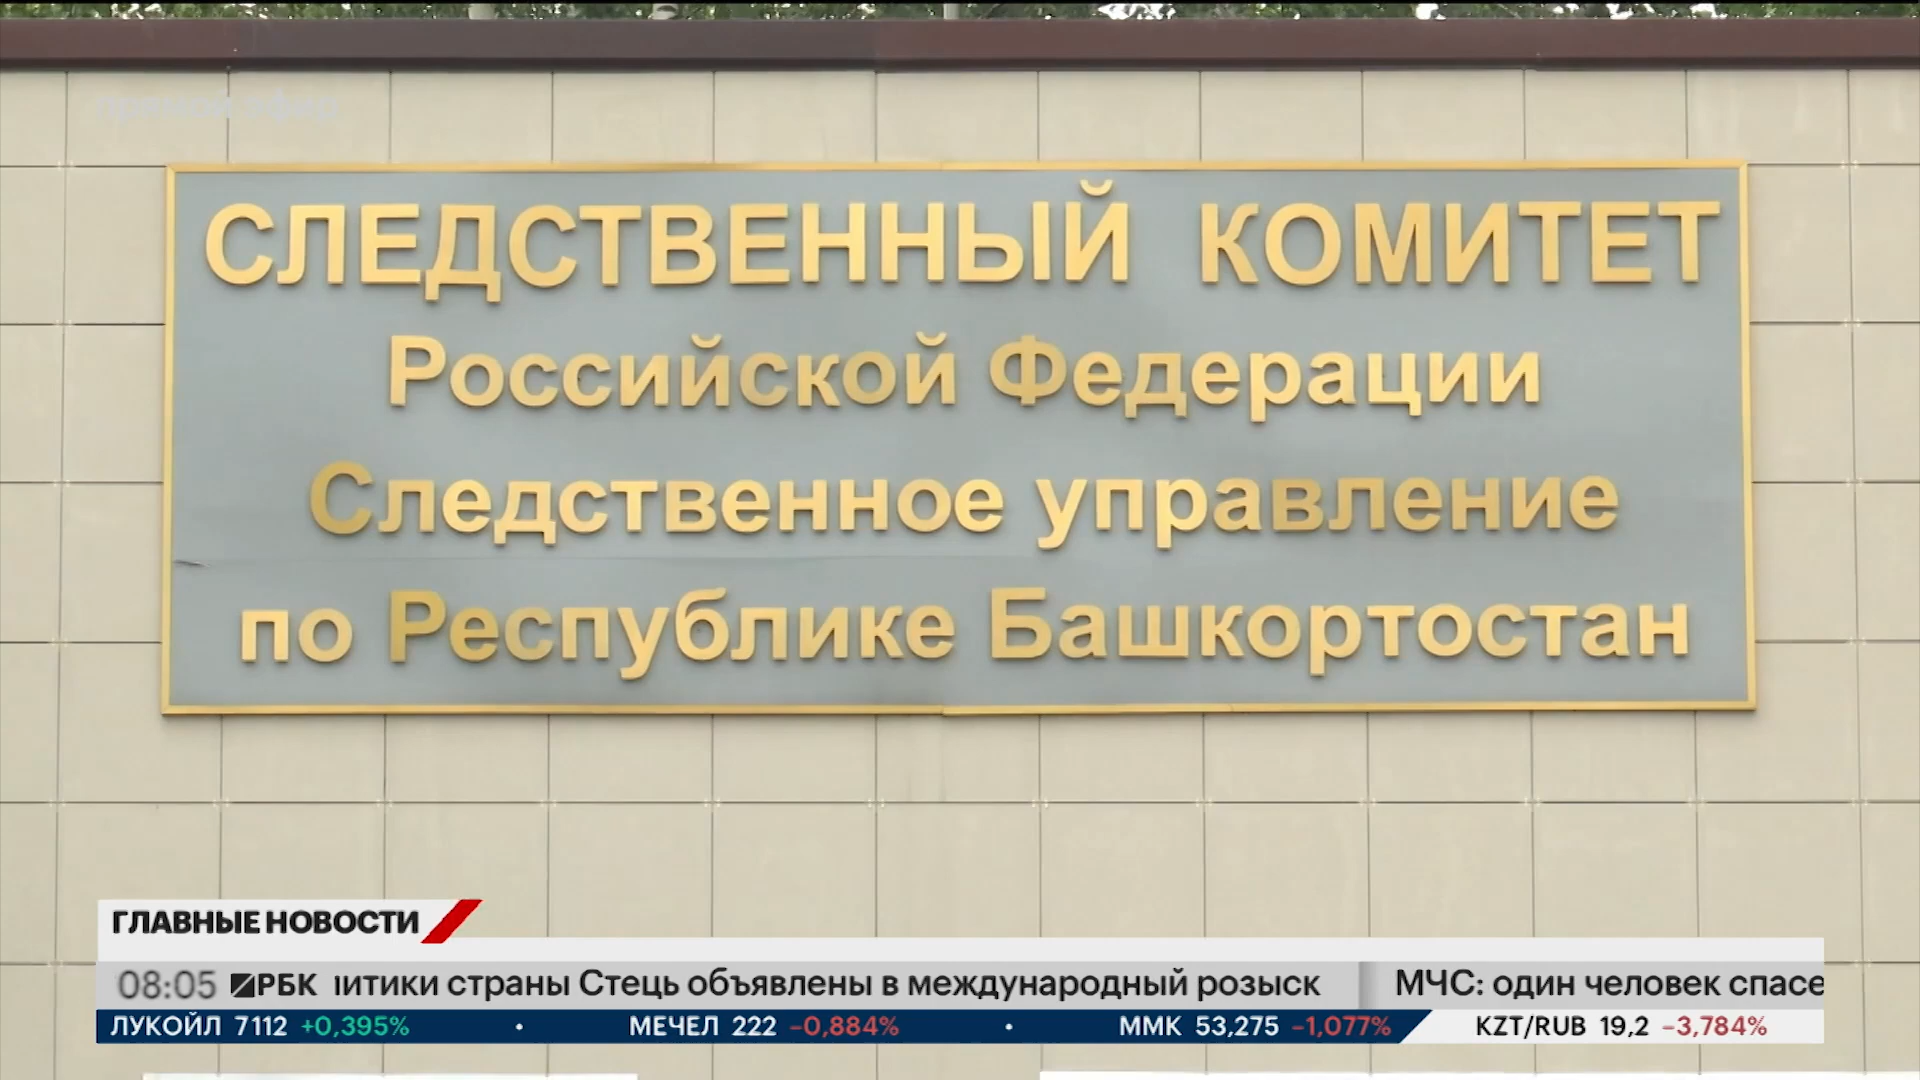 прямой эфир
СЛЕДСТВЕННЫЙ КОМИТЕТ
Российской Федерации
Следственное управление
по Республике Башкортостан
ГЛАВНЫЕ НОВОСТИ
08:05 РБК страны Стець объявлены в международный розыск МЧС: один человек
ЛУКОЙЛ 7112 +0,395% • МЕЧЕЛ 222 −0,884% • ММК 53,275 −1,077% KZT/RUB 19,2 −3,784%